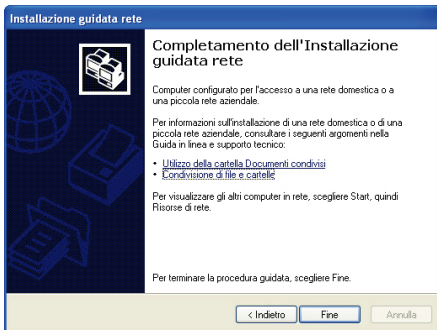 Installazione guidata rete
Completamento dell'Installazione
guidata rete
Computer configurato per l'accesso a una rete domestica o a
una piccola rete aziendale.
Per informazioni sull'installazione di una rete domestica o di una
piccola rete aziendale, consultare i seguenti argomenti nella
Guida in linea e supporto tecnico:
• Utilizzo della cartella Documenti condivisi
• Condivisione di file e cartelle
Per visualizzare gli altri computer in rete, scegliere Start, quindi
Risorse di rete.
Per terminare la procedura guidata, scegliere Fine.
< Indietro
Fine
Annulla